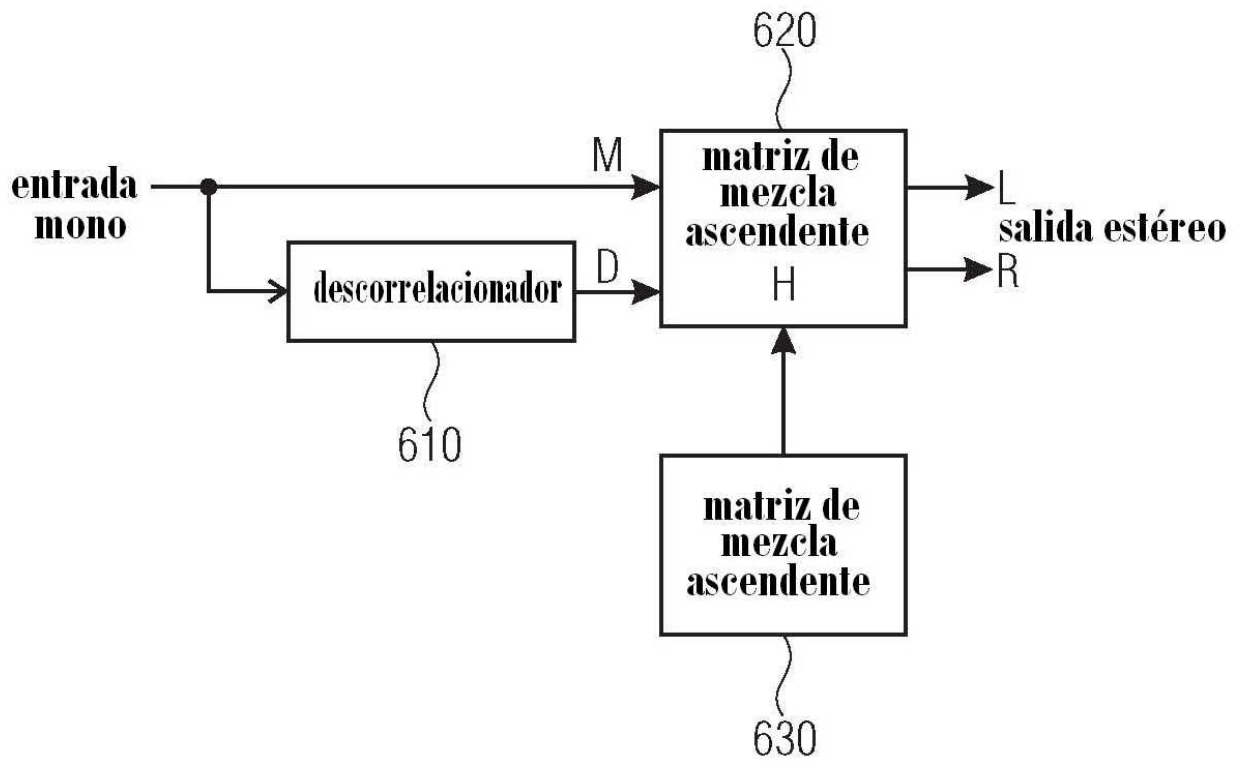 620
entrada
mono
M
matriz de
mezcla
ascendente
H
L
salida estéreo
R
descorrelacionador
D
610
matriz de
mezcla
ascendente
630